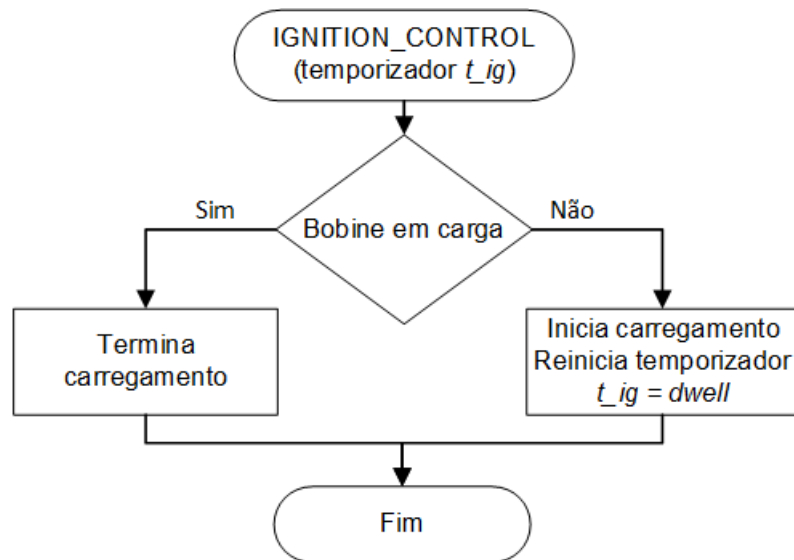 IGNITION_CONTROL
(temporizador t_ig)
Sim
Não
Bobine em carga
Termina
carregamento
Inicia carregamento
Reinicia temporizador
t_ig = dwell
Fim